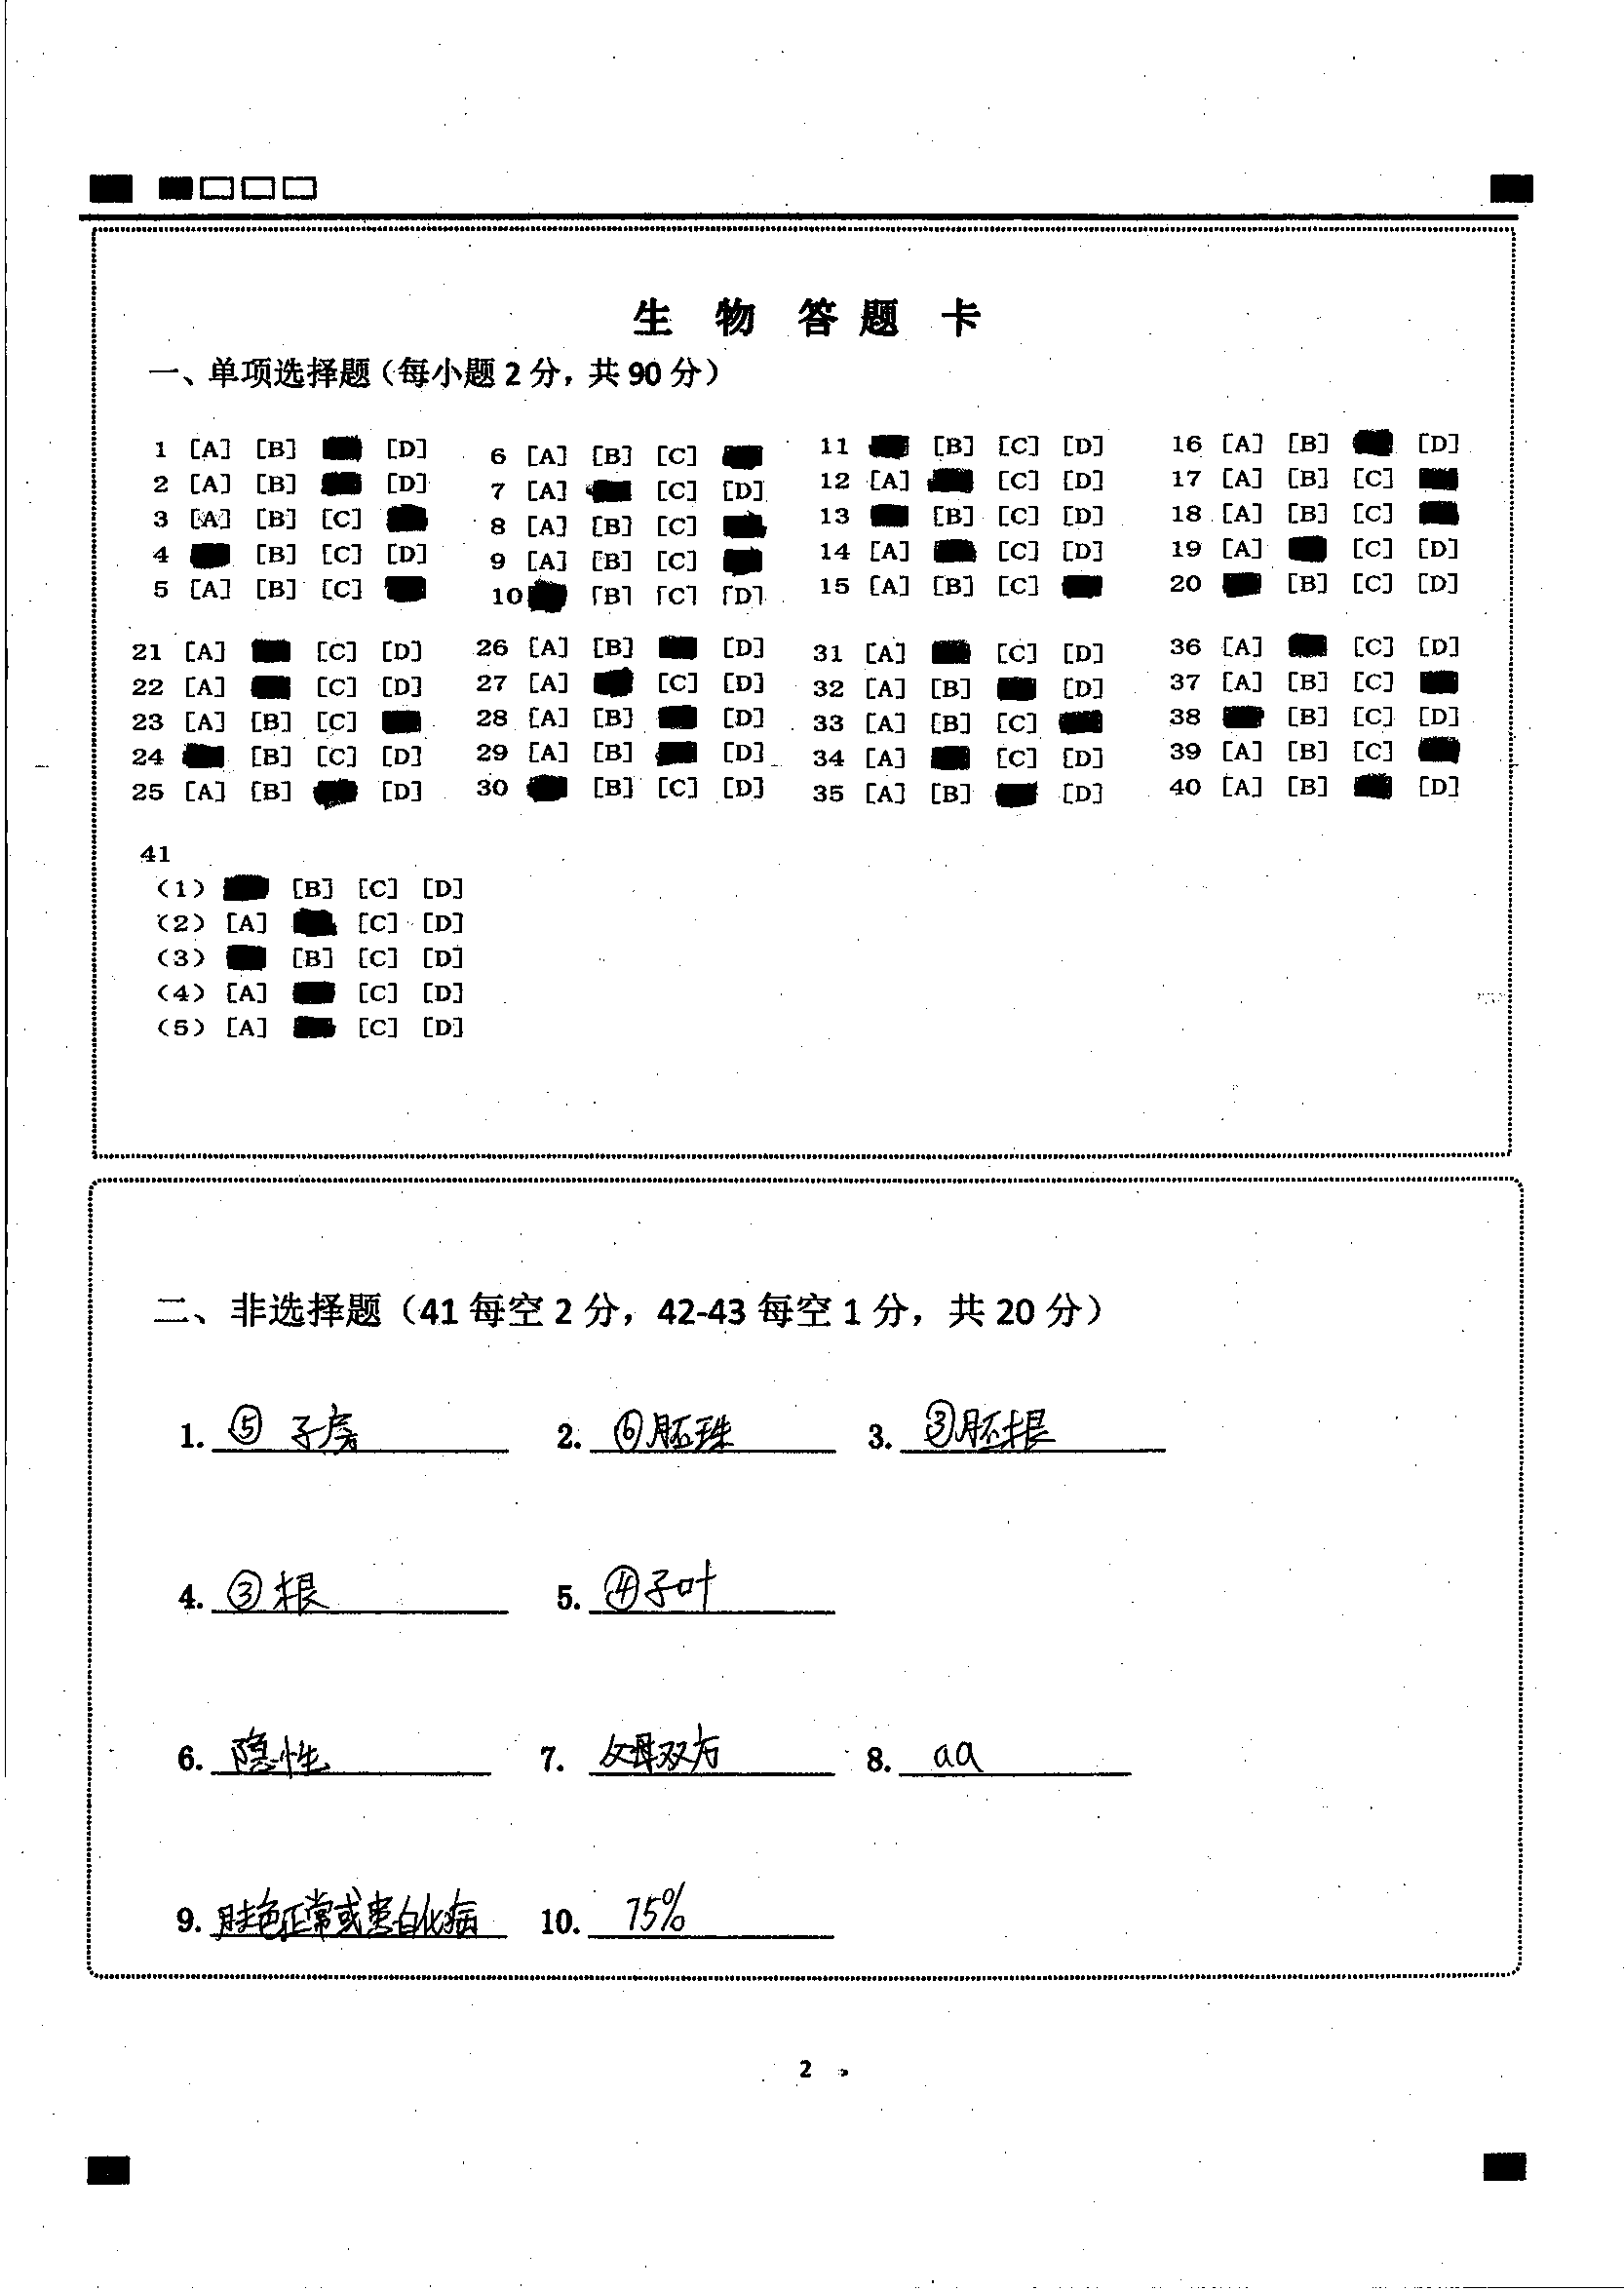 生 物 答 题 卡
一、单项选择题（每小题 2 分，共 90 分）
1 [A] [B] [D] 6 [A] [B] [C] 11 [B] [C] [D] 16 [A] [B] [D]
2 [A] [B] [D] 7 [A] [C] [D] 12 [A] [C] [D] 17 [A] [B] [C]
3 [A] [B] [C] 8 [A] [B] [C] 13 [B] [C] [D] 18 [A] [B] [C]
4 [B] [C] [D] 9 [A] [B] [C] 14 [A] [C] [D] 19 [A] [C] [D]
5 [A] [B] [C] 10 [B] [C] [D] 15 [A] [B] [C] 20 [B] [C] [D]
21 [A] [C] [D] 26 [A] [B] [D] 31 [A] [C] [D] 36 [A] [C] [D]
22 [A] [C] [D] 27 [A] [C] [D] 32 [A] [B] [D] 37 [A] [B] [C]
23 [A] [B] [C] 28 [A] [B] [D] 33 [A] [B] [C] 38 [B] [C] [D]
24 [B] [C] [D] 29 [A] [B] [D] 34 [A] [C] [D] 39 [A] [B] [C]
25 [A] [B] [D] 30 [B] [C] [D] 35 [A] [B] [D] 40 [A] [B] [D]
41
(1) [B] [C] [D]
(2) [A] [C] [D]
(3) [B] [C] [D]
(4) [A] [C] [D]
(5) [A] [C] [D]
二、非选择题（41 每空 2 分，42-43 每空 1 分，共 20 分）
1. ⑤ 子房 2. ⑥胚珠 3. ③胚根
4. ③根 5. ④子叶
6. 隐性 7. 父母双方 8. aa
9. 肤色正常或患白化病 10. 75%
2